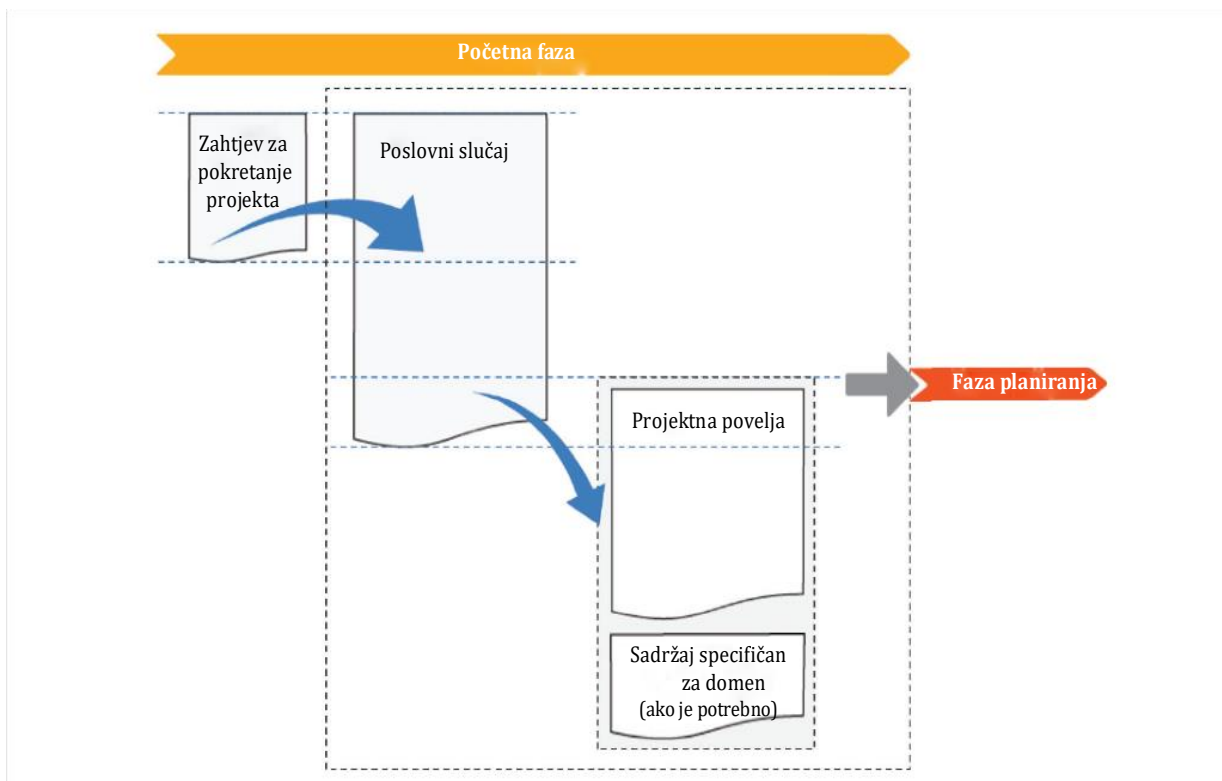 Početna faza
Zahtjev za
pokretanje
projekta
Poslovni slučaj
Faza planiranja
Projektna povelja
Sadržaj specifičan
za domen
(ako je potrebno)